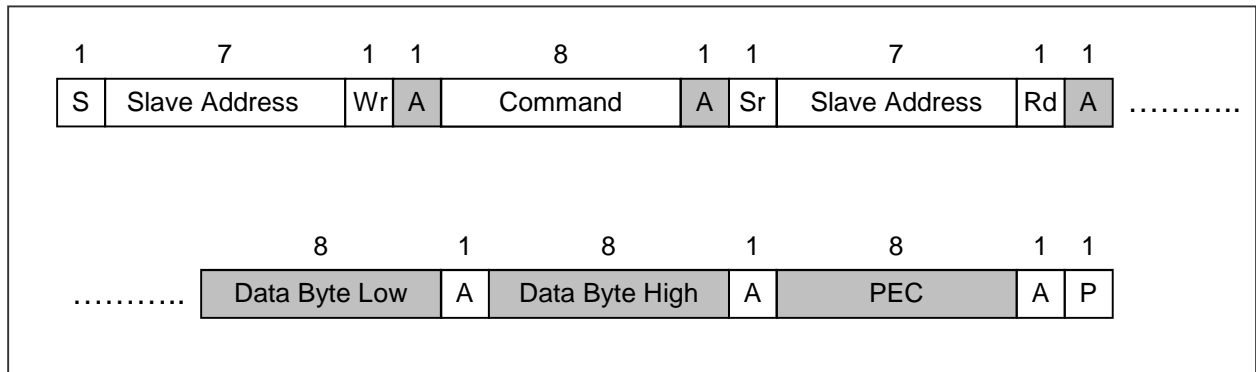 1 7 1 1 8 1 1 7 1 1
S Slave Address Wr A Command A Sr Slave Address Rd A ………..
8 1 8 1 8 1 1
……….. Data Byte Low A Data Byte High A PEC A P